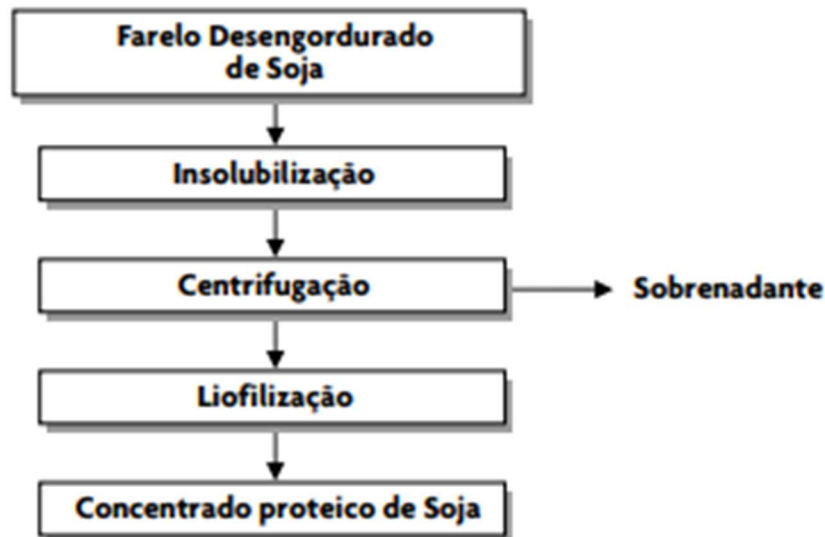 Farelo Desengordurado
de Soja
Insolubilização
Centrifugação
Sobrenadante
Liofilização
Concentrado proteico de Soja